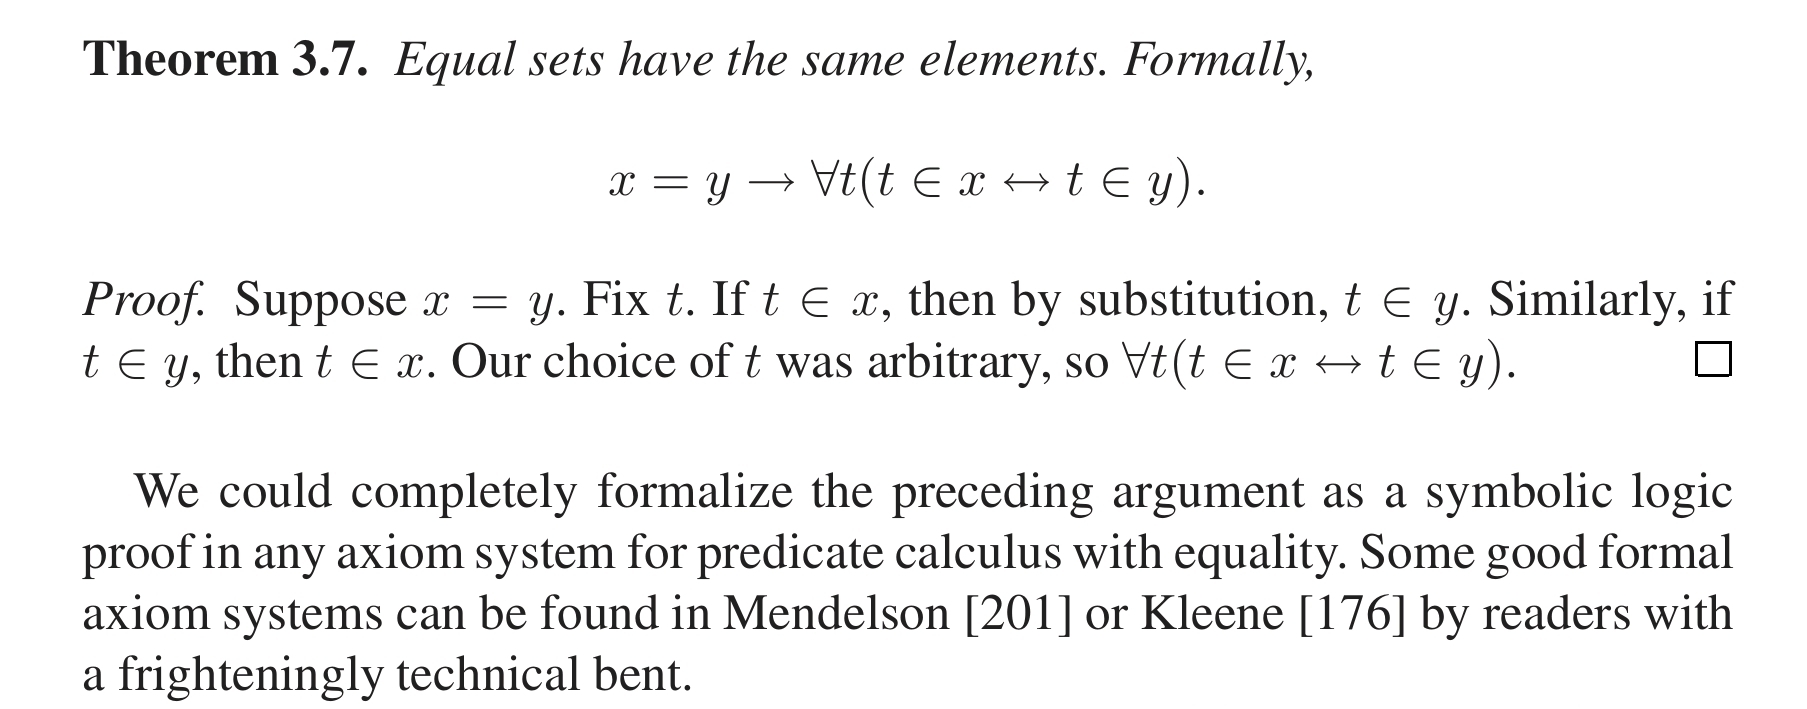 Theorem 3.7. Equal sets have the same elements. Formally,
x = y → ∀t(t ∈ x ↔ t ∈ y).
Proof. Suppose x = y. Fix t. If t ∈ x, then by substitution, t ∈ y. Similarly, if
t ∈ y, then t ∈ x. Our choice of t was arbitrary, so ∀t(t ∈ x ↔ t ∈ y). □
We could completely formalize the preceding argument as a symbolic logic
proof in any axiom system for predicate calculus with equality. Some good formal
axiom systems can be found in Mendelson [201] or Kleene [176] by readers with
a frighteningly technical bent.